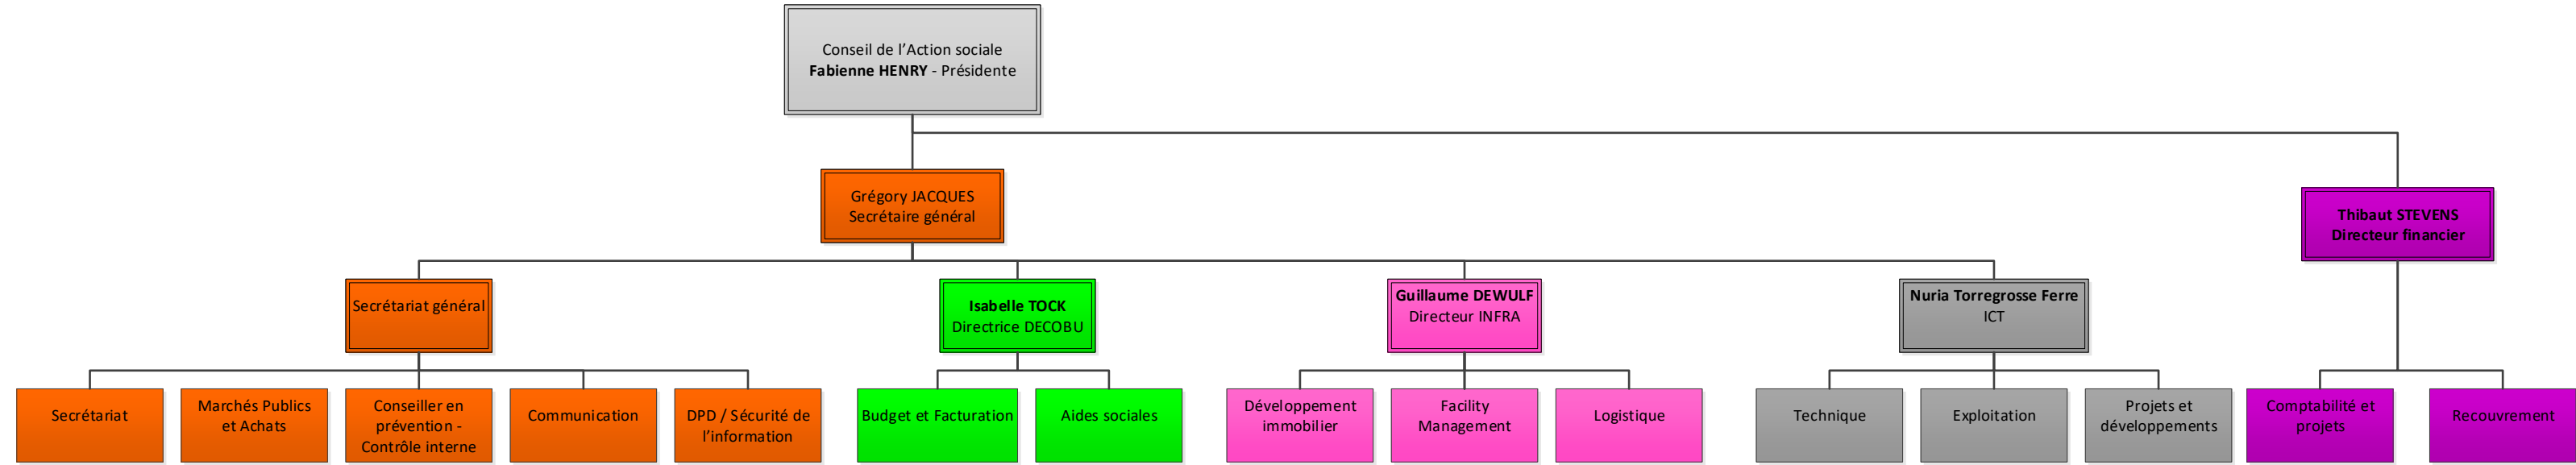 Conseil de l’Action sociale
Fabienne HENRY - Présidente
Grégory JACQUES
Secrétaire général
Thibaut STEVENS
Directeur financier
Secrétariat général
Isabelle TOCK
Directrice DECOBU
Guillaume DEWULF
Directeur INFRA
Nuria Torregrosse Ferre
ICT
Secrétariat
Marchés Publics
et Achats
Conseiller en
prévention -
Contrôle interne
Communication
DPD / Sécurité de
l’information
Budget et Facturation
Aides sociales
Développement
immobilier
Facility
Management
Logistique
Technique
Exploitation
Projets et
développements
Comptabilité et
projets
Recouvrement